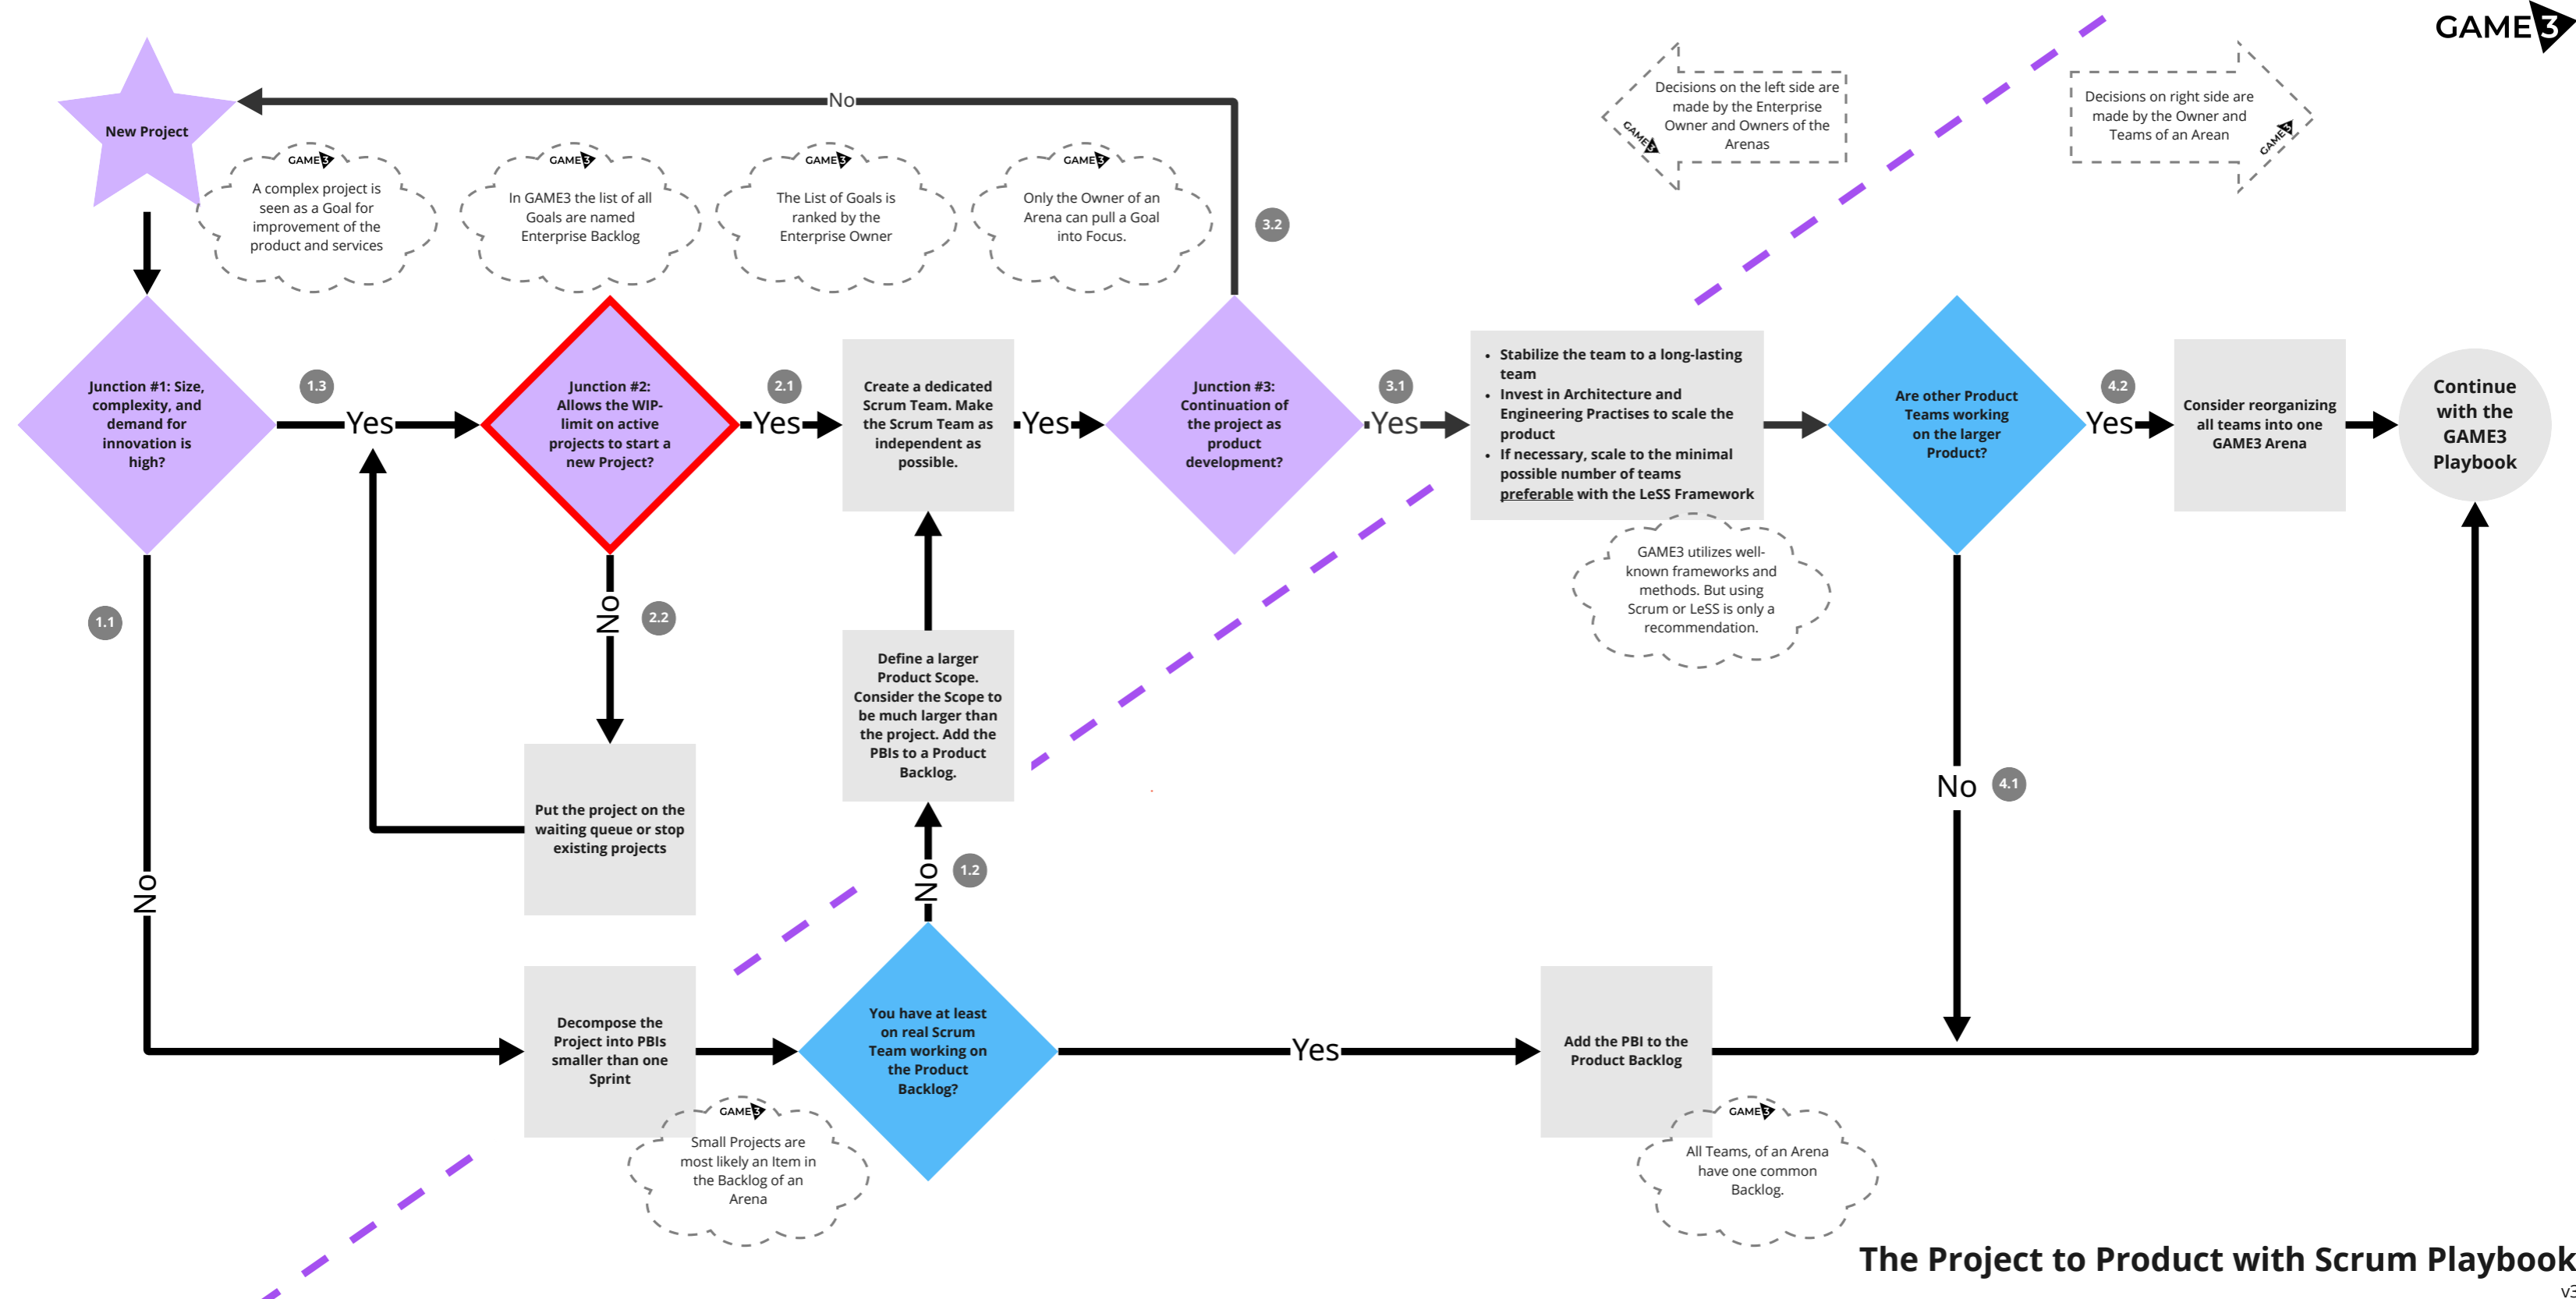 GAME3
New Project
No
Decisions on the left side are
made by the Enterprise
Owner and Owners of the
Arenas
GAME3
Decisions on right side are
made by the Owner and
Teams of an Arean
GAME3
GAME3
A complex project is
seen as a Goal for
improvement of the
product and services
GAME3
In GAME3 the list of all
Goals are named
Enterprise Backlog
GAME3
The List of Goals is
ranked by the
Enterprise Owner
GAME3
Only the Owner of an
Arena can pull a Goal
into Focus.
3.2
Junction #1: Size,
complexity, and
demand for
innovation is
high?
1.3
Yes
Junction #2:
Allows the WIP-
limit on active
projects to start a
new Project?
2.1
Yes
Create a dedicated
Scrum Team. Make
the Scrum Team as
independent as
possible.
Yes
Junction #3:
Continuation of
the project as
product
development?
3.1
Yes
• Stabilize the team to a long-lasting
team
• Invest in Architecture and
Engineering Practises to scale the
product
• If necessary, scale to the minimal
possible number of teams
preferable with the LeSS Framework
Are other Product
Teams working
on the larger
Product?
4.2
Yes
Consider reorganizing
all teams into one
GAME3 Arena
Continue
with the
GAME3
Playbook
GAME3 utilizes well-
known frameworks and
methods. But using
Scrum or LeSS is only a
recommendation.
1.1
No
No
2.2
Put the project on the
waiting queue or stop
existing projects
Define a larger
Product Scope.
Consider the Scope to
be much larger than
the project. Add the
PBIs to a Product
Backlog.
No
1.2
No
4.1
Decompose the
Project into PBIs
smaller than one
Sprint
You have at least
on real Scrum
Team working on
the Product
Backlog?
Yes
Add the PBI to the
Product Backlog
GAME3
Small Projects are
most likely an Item in
the Backlog of an
Arena
GAME3
All Teams, of an Arena
have one common
Backlog.
The Project to Product with Scrum Playbook
v3